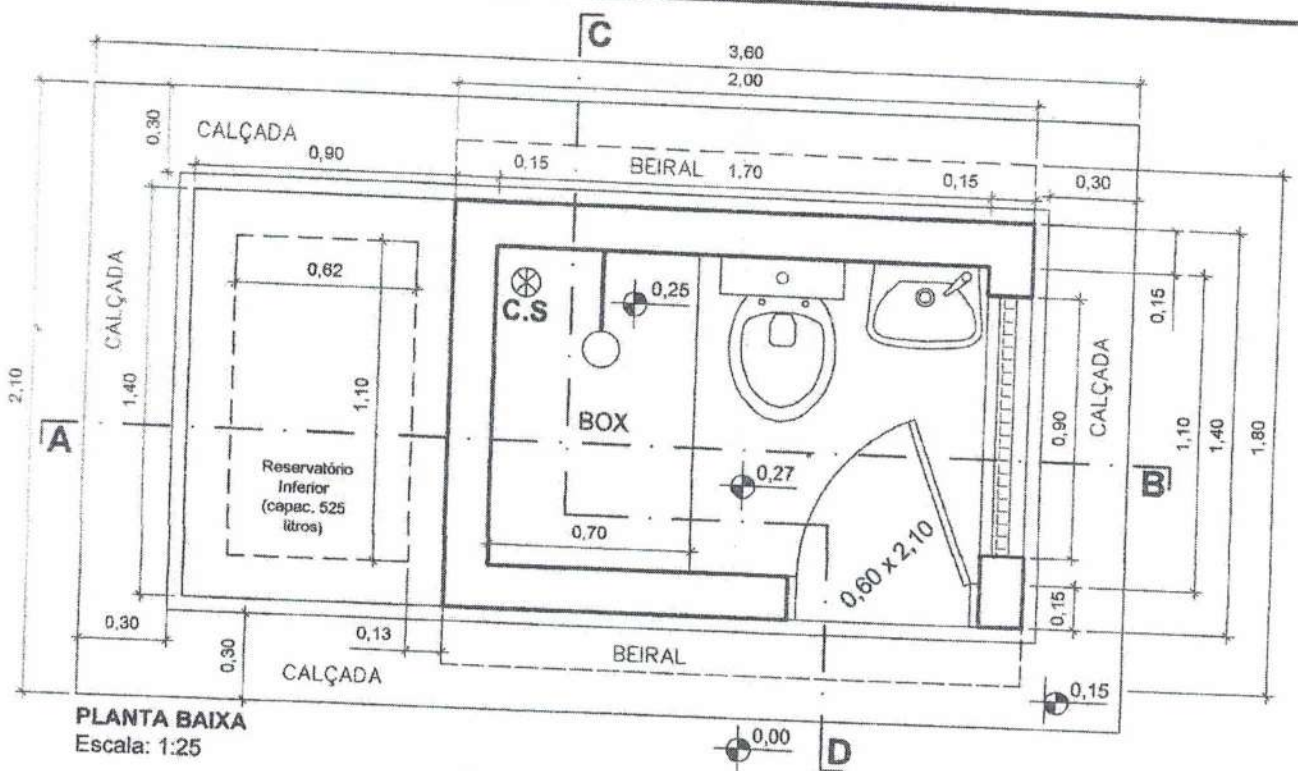 C
3,60
2,00
CALÇADA
0,30
0,90
0,15
BEIRAL
1,70
0,15
0,30
CALÇADA
0,62
C.S
0,25
0,15
2,10
1,40
1,10
BOX
0,90
CALÇADA
1,10
1,40
1,80
A
B
Reservatório
Inferior
(capac. 525
litros)
0,27
0,70
0,60 x 2,10
0,15
0,30
0,30
0,13
CALÇADA
BEIRAL
0,15
PLANTA BAIXA
Escala: 1:25
0,00
D